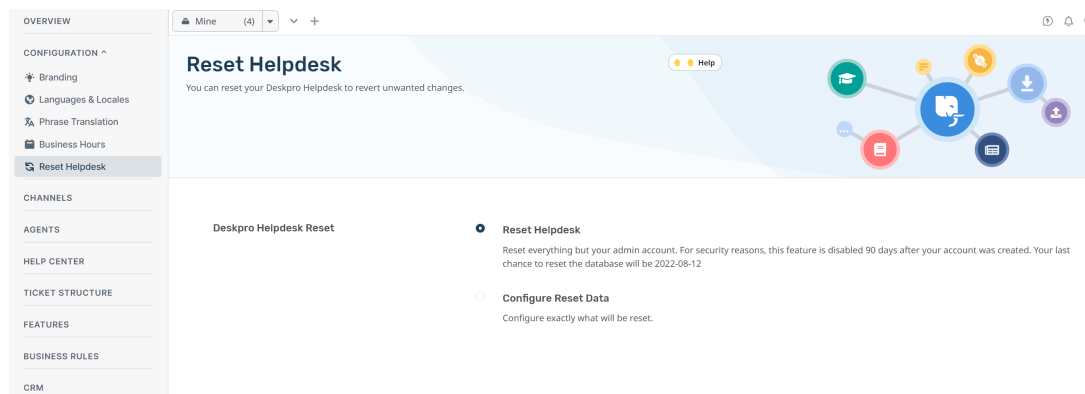 OVERVIEW
CONFIGURATION
Branding
Languages & Locales
Phrase Translation
Business Hours
Reset Helpdesk
CHANNELS
AGENTS
HELP CENTER
TICKET STRUCTURE
FEATURES
BUSINESS RULES
CRM
Mine (4)
Reset Helpdesk
You can reset your Deskpro Helpdesk to revert unwanted changes.
Help
Deskpro Helpdesk Reset
Reset Helpdesk
Reset everything but your admin account. For security reasons, this feature is disabled 90 days after your account was created. Your last
chance to reset the database will be 2022-08-12
Configure Reset Data
Configure exactly what will be reset.